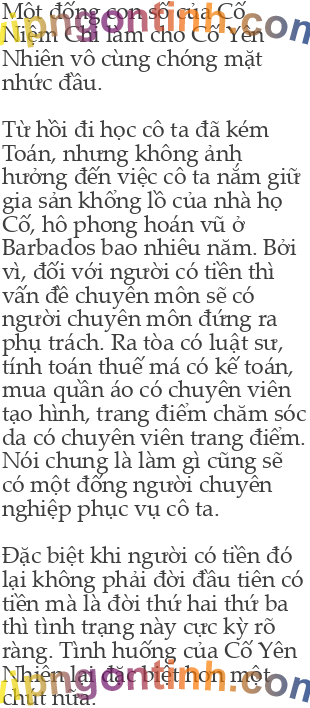 Một đống con số của Cố
Niệm chỉ làm cho Cố Yên
Nhiên vô cùng chóng mặt
nhức đầu.

Từ hồi đi học cô ta đã kém
Toán, nhưng không ảnh
hưởng đến việc cô ta nắm giữ
gia sản khổng lồ của nhà họ
Cố, hô phong hoán vũ ở
Barbados bao nhiêu năm. Bởi
vì, đối với người có tiền thì
vấn đề chuyên môn sẽ có
người chuyên môn đứng ra
phụ trách. Ra tòa có luật sư,
tính toán thuế má có kế toán,
mua quần áo có chuyên viên
tạo hình, trang điểm chăm sóc
da có chuyên viên trang điểm.
Nói chung là làm gì cũng sẽ
có một đống người chuyên
nghiệp phục vụ cô ta.

Đặc biệt khi người có tiền đó
lại không phải đời đầu tiên có
tiền mà là đời thứ hai thứ ba
thì tình trạng này cực kỳ rõ
ràng. Tình huống của Cố Yên
Nhiên lại đặc biệt hơn một
chút nữa.
vipngontinh.com